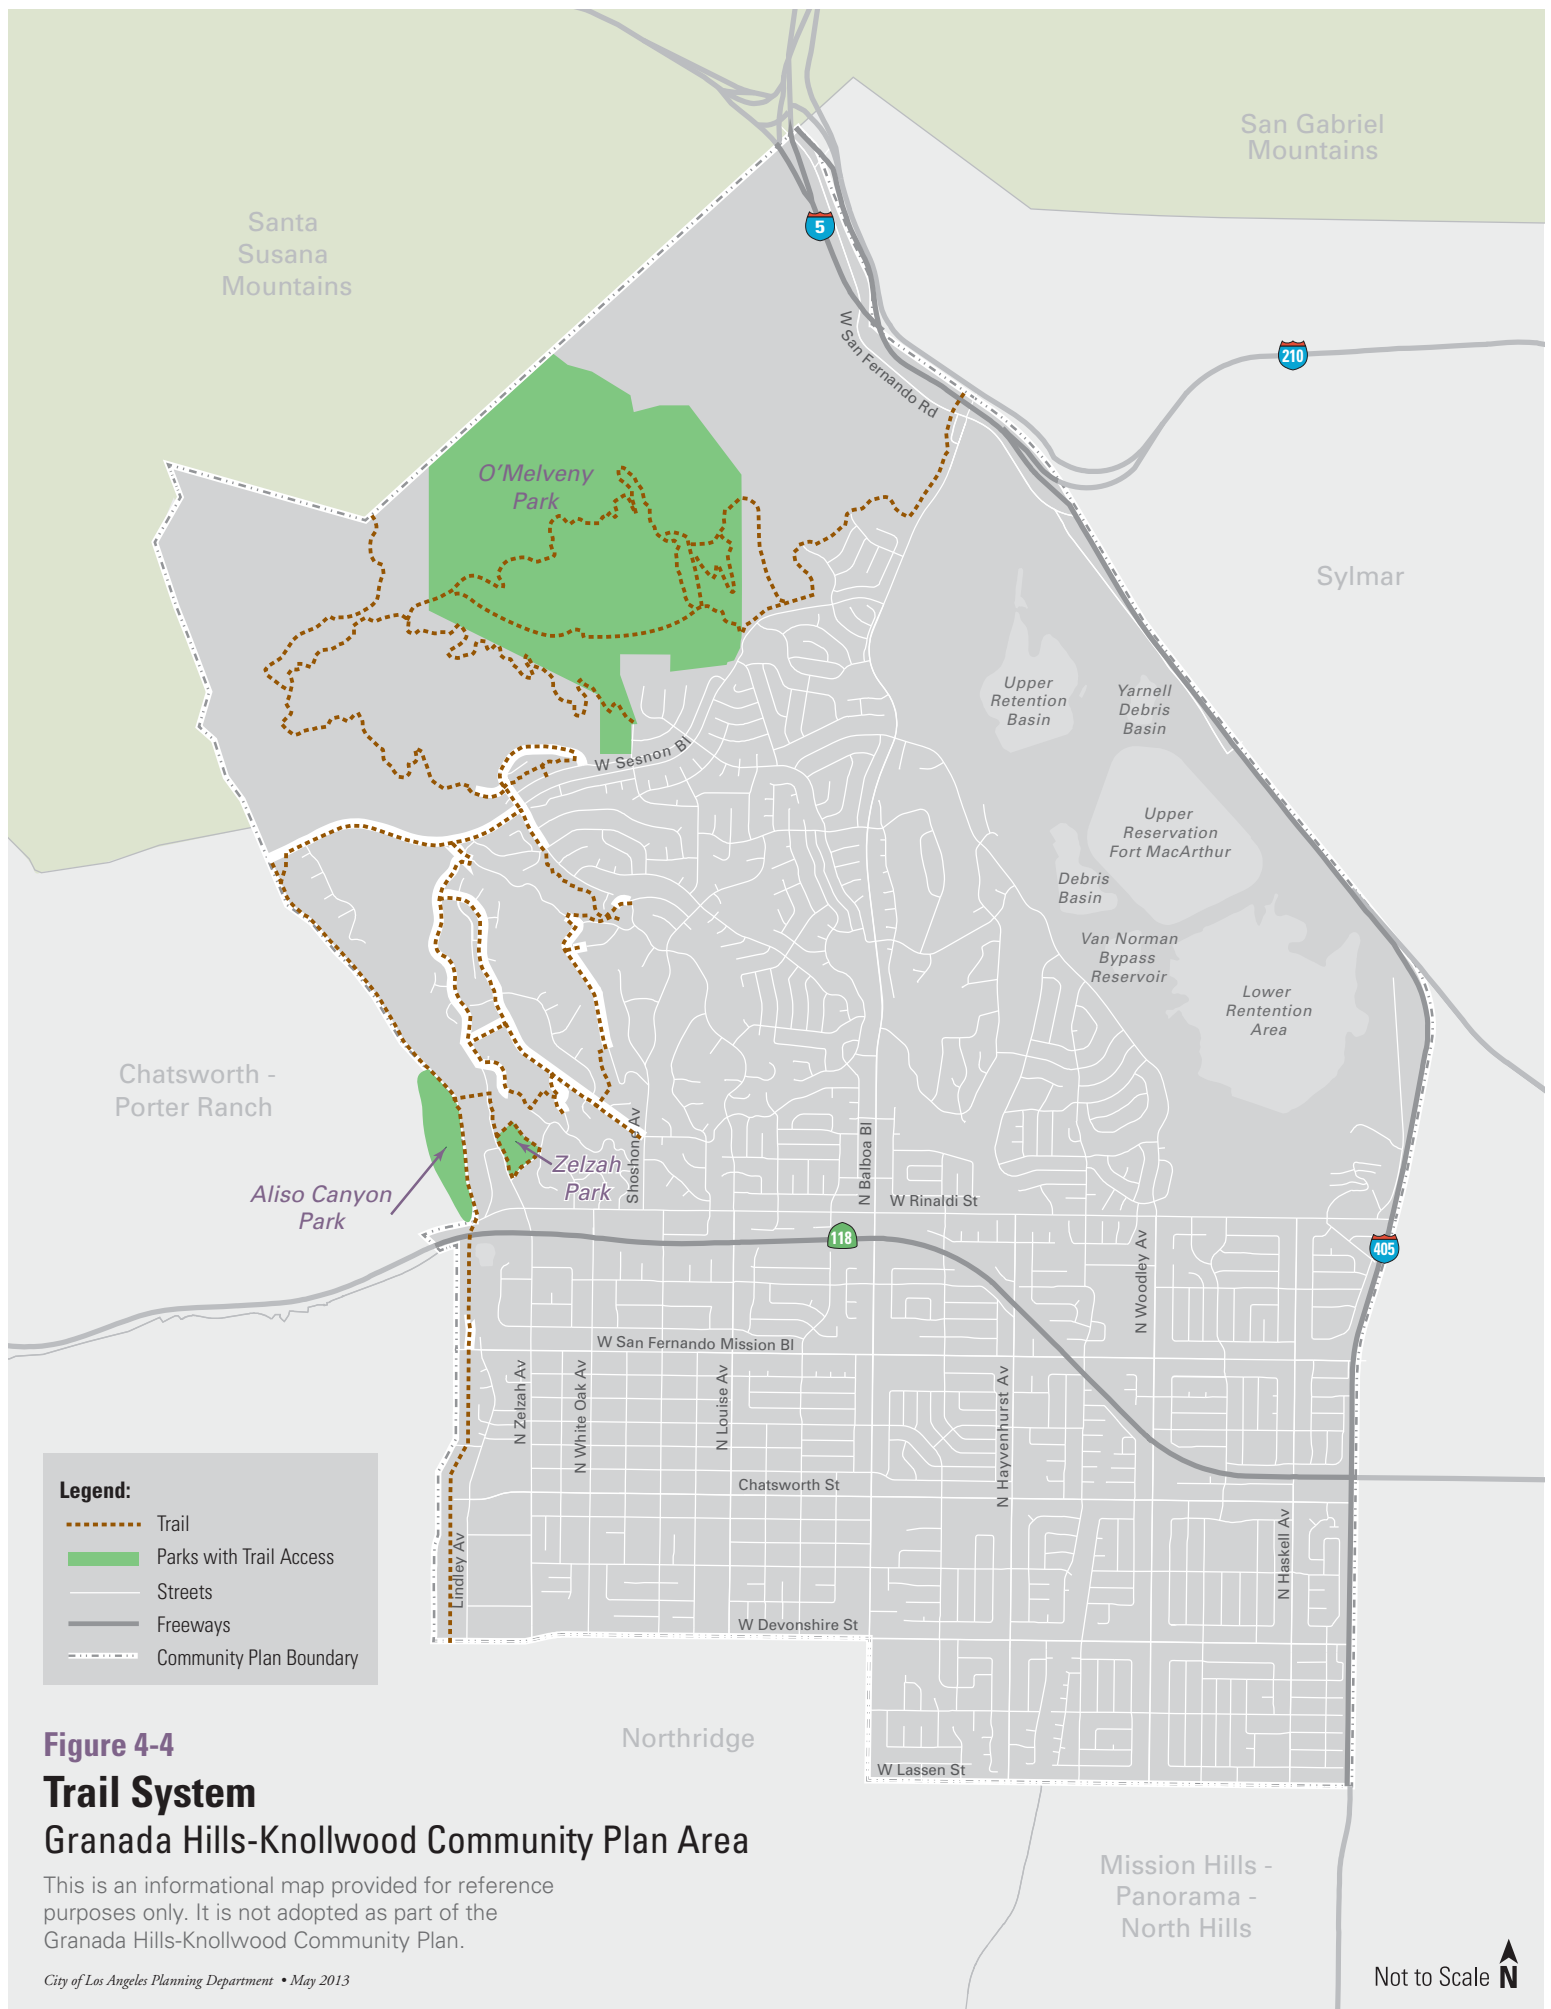 San Gabriel
Mountains
Santa
Susana
Mountains
5
W San Fernando Rd
210
O'Melveny
Park
Sylmar
Upper
Retention
Basin
Yarnell
Debris
Basin
W Sesnon Bl
Upper
Reservation
Fort MacArthur
Debris
Basin
Van Norman
Bypass
Reservoir
Lower
Rentention
Area
Chatsworth -
Porter Ranch
Shoshone Av
N Balboa Bl
Zelzah
Park
Aliso Canyon
Park
W Rinaldi St
118
N Woodley Av
405
W San Fernando Mission Bl
N Zelzah Av
N White Oak Av
N Louise Av
N Hayvenhurst Av
Chatsworth St
N Haskell Av
Lindley Av
W Devonshire St
Legend:
Trail
Parks with Trail Access
Streets
Freeways
Community Plan Boundary
Northridge
W Lassen St
Mission Hills -
Panorama -
North Hills
Figure 4-4
Trail System
Granada Hills-Knollwood Community Plan Area
This is an informational map provided for reference
purposes only. It is not adopted as part of the
Granada Hills-Knollwood Community Plan.
City of Los Angeles Planning Department • May 2013
Not to Scale N